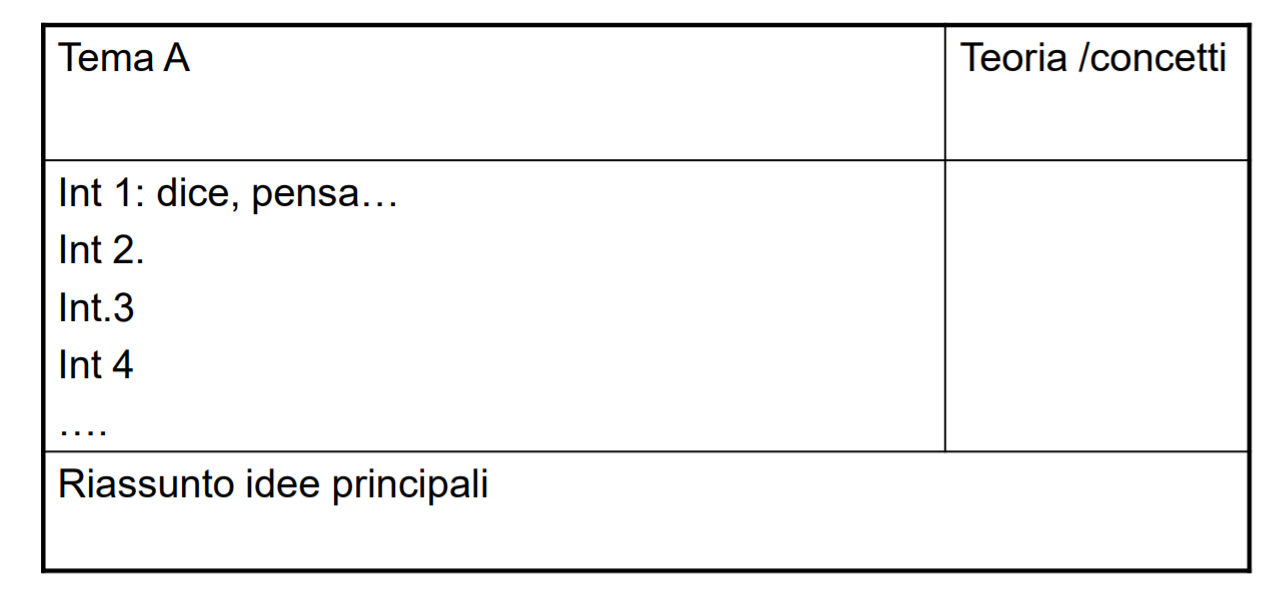 Tema A
Teoria /concetti
Int 1: dice, pensa…
Int 2.
Int.3
Int 4
….
Riassunto idee principali